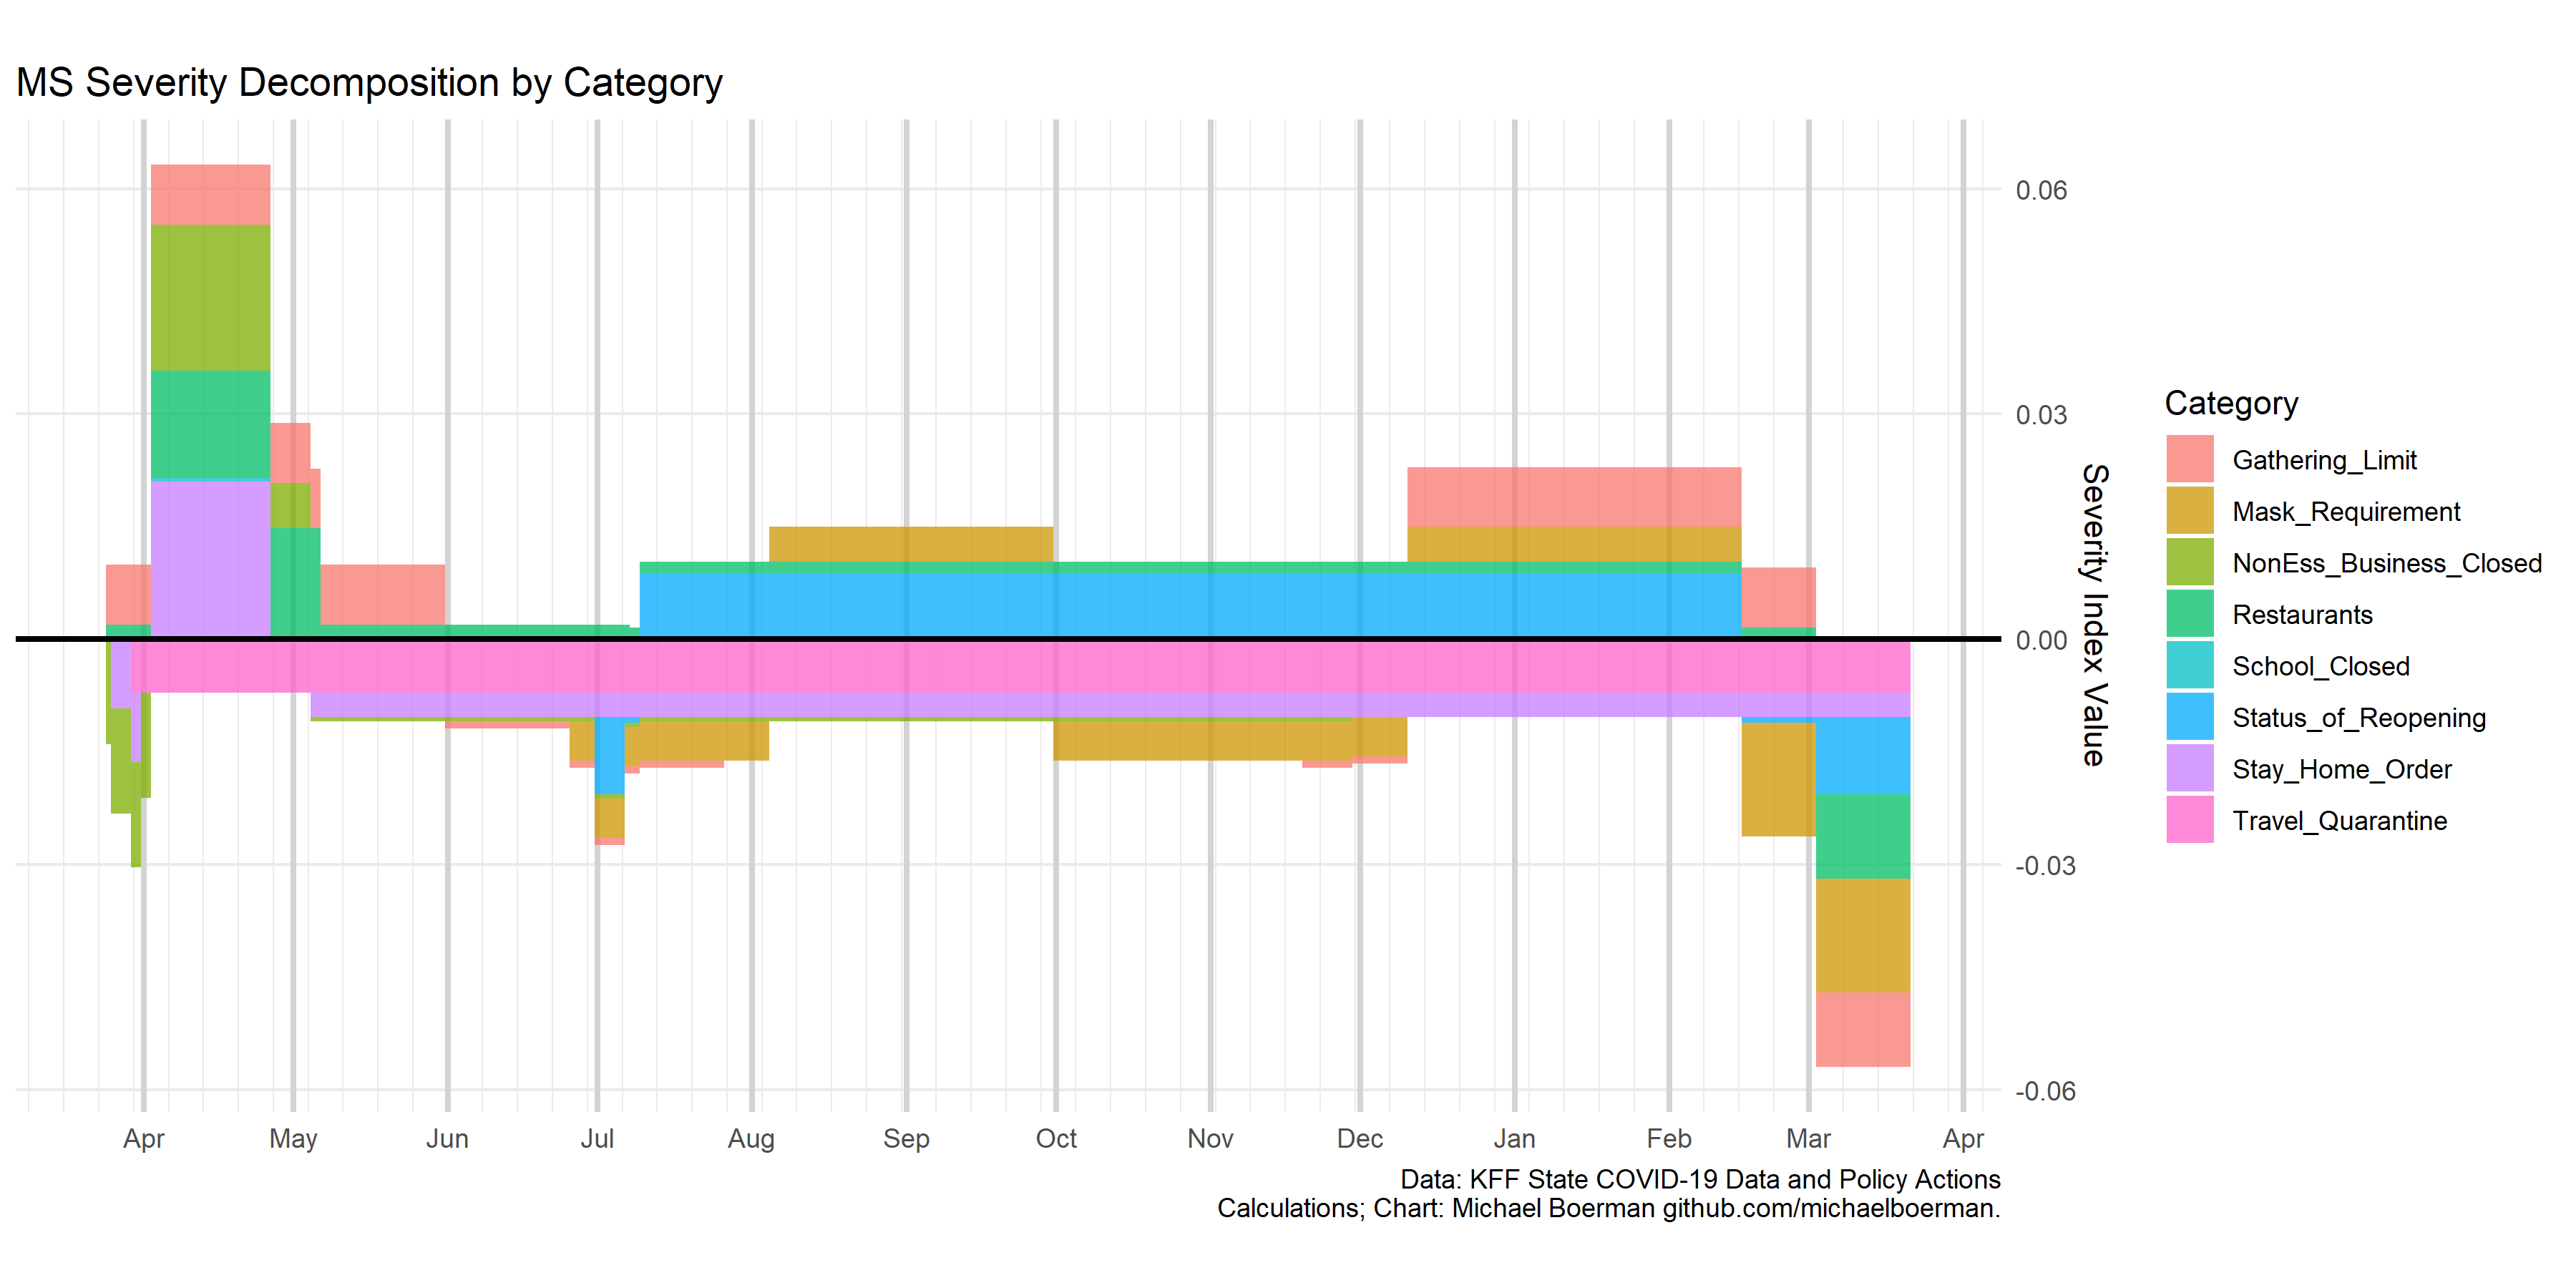 MS Severity Decomposition by Category
0.06
0.03
0.00
-0.03
-0.06
Severity Index Value
Apr May Jun Jul Aug Sep Oct Nov Dec Jan Feb Mar Apr
Category
Gathering_Limit
Mask_Requirement
NonEss_Business_Closed
Restaurants
School_Closed
Status_of_Reopening
Stay_Home_Order
Travel_Quarantine
Data: KFF State COVID-19 Data and Policy Actions
Calculations; Chart: Michael Boerman github.com/michaelboerman.